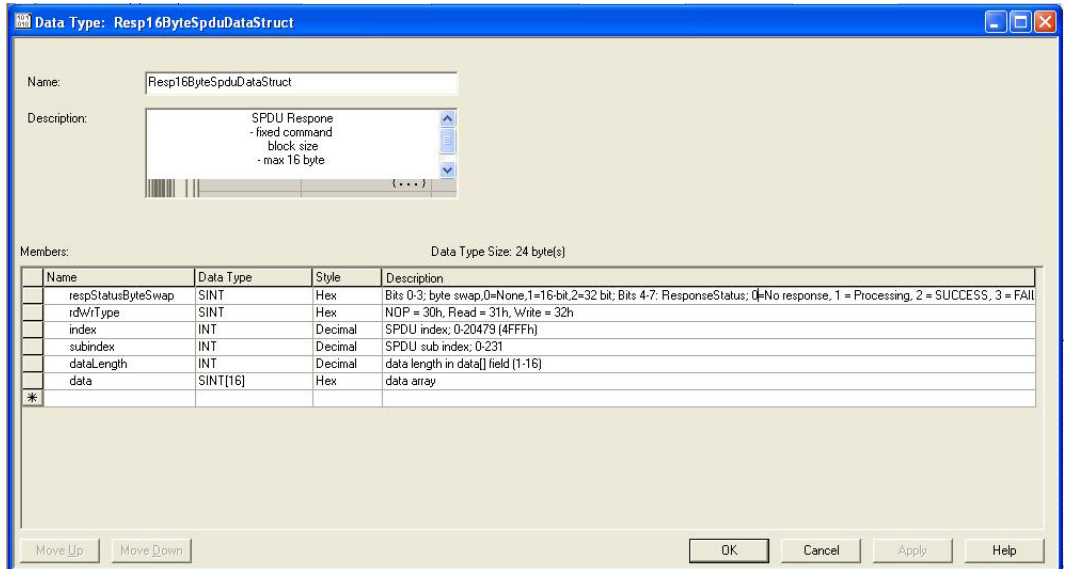 Data Type: Resp16ByteSpduDataStruct
Name: Resp16ByteSpduDataStruct
Description: SPDU Respone
- fixed command
block size
- max 16 byte
{...}
Members: Data Type Size: 24 byte(s)
Name Data Type Style Description
respStatusByteSwap SINT Hex Bits 0-3; byte swap,0=None,1=16-bit,2=32 bit; Bits 4-7: ResponseStatus; 0=No response, 1 = Processing, 2 = SUCCESS, 3 = FAIL
rdWrType SINT Hex NOP = 30h, Read = 31h, Write = 32h
index INT Decimal SPDU index; 0-20479 (4FFFh)
subindex INT Decimal SPDU sub index; 0-231
dataLength INT Decimal data length in data[] field (1-16)
data SINT[16] Hex data array
*
Move Up Move Down OK Cancel Apply Help